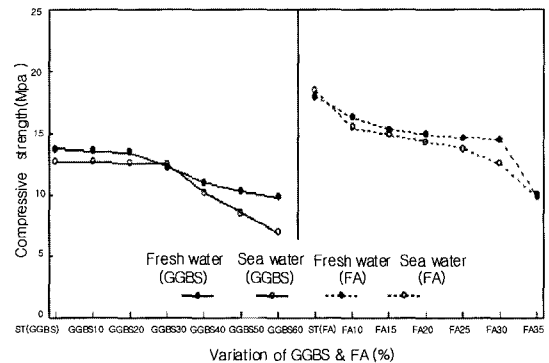 Compressive strength(Mpa)
25
20
15
10
5
0
Fresh water (GGBS)
Sea water (GGBS)
Fresh water (FA)
Sea water (FA)
ST(GGBS) GGBS10 GGBS20 GGBS30 GGBS40 GGBS50 GGBS60 ST(FA) FA10 FA15 FA20 FA25 FA30 FA35
Variation of GGBS & FA(%)